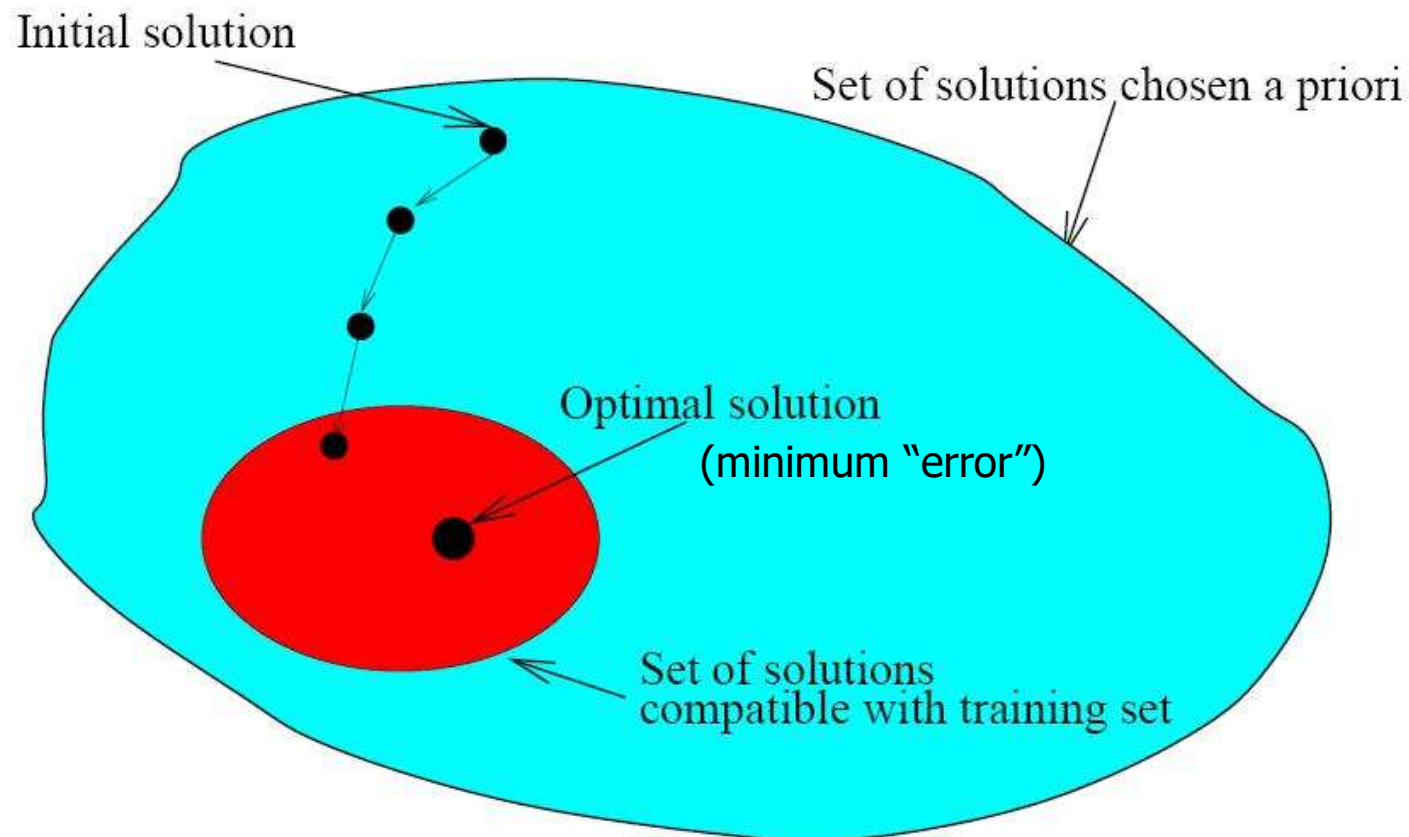 Initial solution
Set of solutions chosen a priori
Optimal solution
(minimum “error”)
Set of solutions
compatible with training set